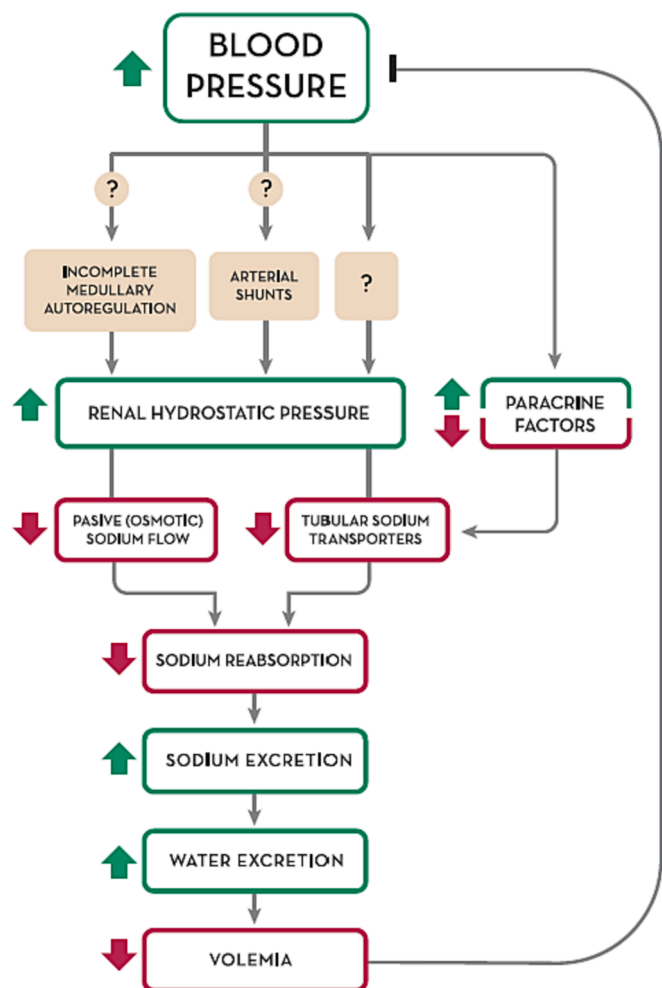 BLOOD
PRESSURE
?
?
INCOMPLETE
MEDULLARY
AUTOREGULATION
ARTERIAL
SHUNTS
?
RENAL HYDROSTATIC PRESSURE
PARACRINE
FACTORS
PASIVE (OSMOTIC)
SODIUM FLOW
TUBULAR SODIUM
TRANSPORTERS
SODIUM REABSORPTION
SODIUM EXCRETION
WATER EXCRETION
VOLEMIA